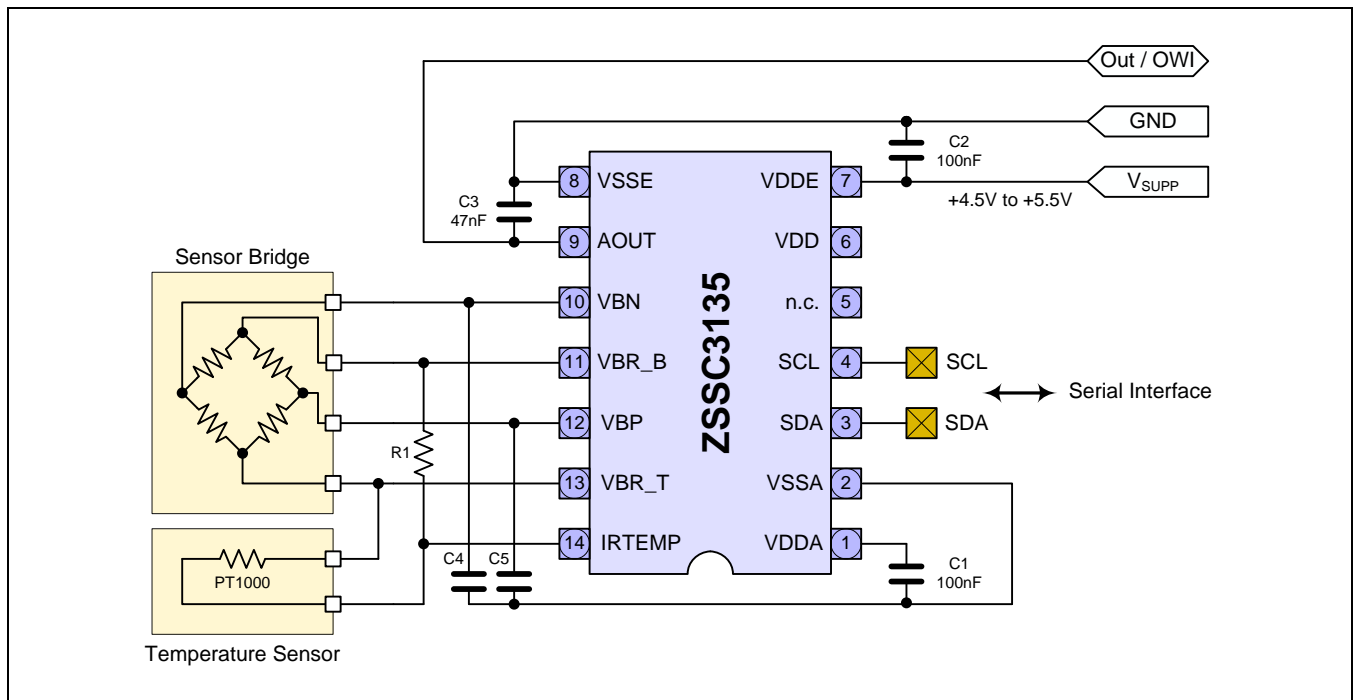 Out / OWI
GND
C2
100nF
VSUPP
+4.5V to +5.5V
8 VSSE
VDDE 7
C3
47nF
9 AOUT
VDD 6
Sensor Bridge
10 VBN
n.c. 5
ZSSC3135
11 VBR_B
SCL 4
SCL
Serial Interface
12 VBP
SDA 3
SDA
R1
13 VBR_T
VSSA 2
14 IRTEMP
VDDA 1
C4
C5
C1
100nF
PT1000
Temperature Sensor